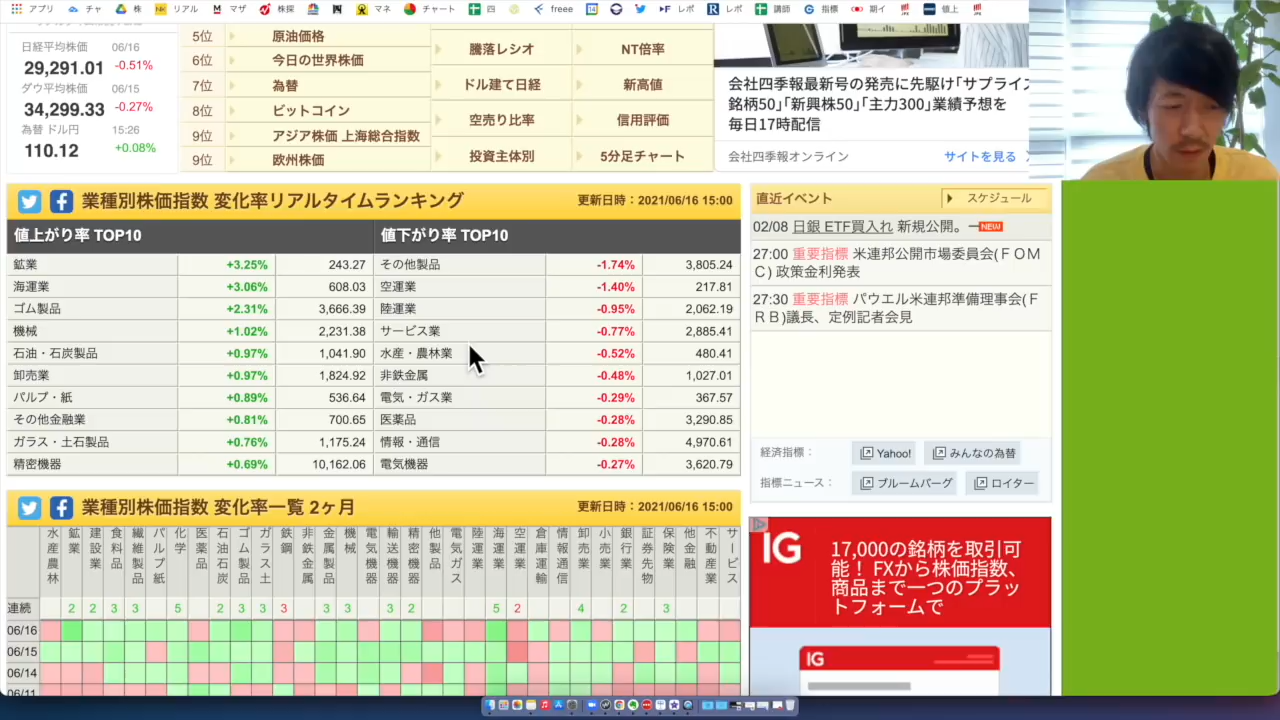 アプリ チャ 株 リアル マザ 株探 マネ チャート 四 freee レポ レポ 講師 指標 期イ 値上
日経平均株価 06/16
29,291.01 -0.51%
ダウ平均株価 06/15
34,299.33 -0.27%
為替 ドル円 15:26
110.12 +0.08%
5位 原油価格
6位 今日の世界株価
7位 為替
8位 ビットコイン
9位 アジア株価 上海総合指数
9位 欧州株価
騰落レシオ NT倍率
ドル建て日経 新高値
空売り比率 信用評価
投資主体別 5分足チャート
会社四季報最新号の発売に先駆け「サプライズ
銘柄50」「新興株50」「主力300」業績予想を
毎日17時配信
会社四季報オンライン サイトを見る
業種別株価指数 変化率リアルタイムランキング 更新日時：2021/06/16 15:00
値上がり率 TOP10 値下がり率 TOP10
鉱業 +3.25% 243.27 その他製品 -1.74% 3,805.24
海運業 +3.06% 608.03 空運業 -1.40% 217.81
ゴム製品 +2.31% 3,666.39 陸運業 -0.95% 2,062.19
機械 +1.02% 2,231.38 サービス業 -0.77% 2,885.41
石油・石炭製品 +0.97% 1,041.90 水産・農林業 -0.52% 480.41
卸売業 +0.97% 1,824.92 非鉄金属 -0.48% 1,027.01
パルプ・紙 +0.89% 536.64 電気・ガス業 -0.29% 367.57
その他金融業 +0.81% 700.65 医薬品 -0.28% 3,290.85
ガラス・土石製品 +0.76% 1,175.24 情報・通信 -0.28% 4,970.61
精密機器 +0.69% 10,162.06 電気機器 -0.27% 3,620.79
直近イベント スケジュール
02/08 日銀 ETF買入れ 新規公開。 NEW
27:00 重要指標 米連邦公開市場委員会(ＦＯＭ
Ｃ) 政策金利発表
27:30 重要指標 パウエル米連邦準備理事会(Ｆ
ＲＢ)議長、定例記者会見
経済指標： Yahoo! みんなの為替
指標ニュース： ブルームバーグ ロイター
業種別株価指数 変化率一覧 2ヶ月 更新日時：2021/06/16 15:00
水産農林 鉱業 建設業 食料品 繊維製品 パルプ紙 化学 医薬品 石油石炭 ゴム製品 ガラス土 鉄鋼 非鉄属 金属製品 機械 電気機器 輸送機器 精密機器 他製品 電気ガス 陸運業 海運業 空運業 倉庫運輸 情報通信 卸売業 小売業 銀行業 証券先物 保険業 他金融 不動産業 サービス
連続 2 2 3 3 5 2 3 3 3 3 3 3 2 5 2 4 2 3
06/16
06/15
06/14
06/11
IG
17,000の銘柄を取引可
能！ FXから株価指数、
商品まで一つのプラッ
トフォームで
IG